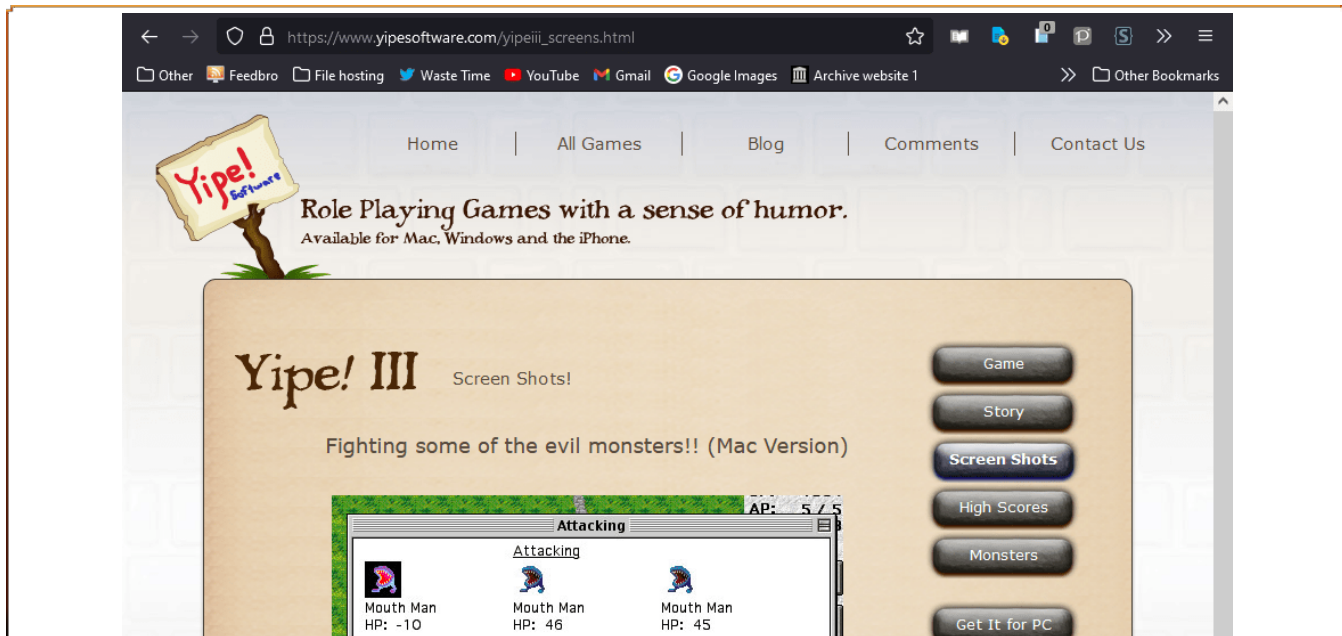 https://www.yipesoftware.com/yipeiii_screens.html
0
Other Feedbro File hosting Waste Time YouTube Gmail Google Images Archive website 1 Other Bookmarks
Home All Games Blog Comments Contact Us
Yipe!
Software
Role Playing Games with a sense of humor.
Available for Mac, Windows and the iPhone.
Yipe! III Screen Shots!
Game
Story
Fighting some of the evil monsters!! (Mac Version)
Screen Shots
High Scores
AP: 5 / 5
Attacking
Attacking
Monsters
Mouth Man Mouth Man Mouth Man
HP: -10 HP: 46 HP: 45
Get It for PC